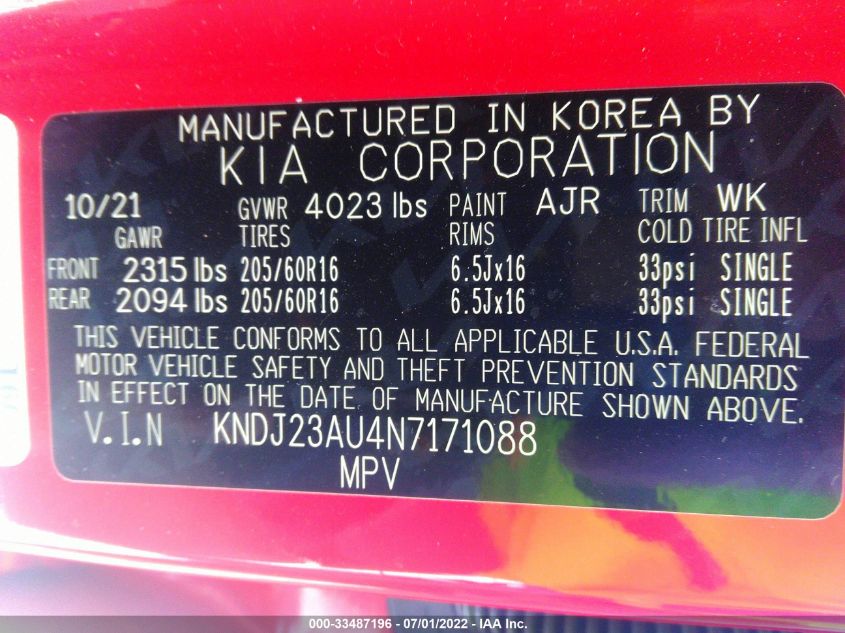 MANUFACTURED IN KOREA BY
KIA CORPORATION
10/21 GVWR 4023 lbs PAINT AJR TRIM WK
GAWR TIRES RIMS COLD TIRE INFL
FRONT 2315 lbs 205/60R16 6.5Jx16 33psi SINGLE
REAR 2094 lbs 205/60R16 6.5Jx16 33psi SINGLE
THIS VEHICLE CONFORMS TO ALL APPLICABLE U.S.A. FEDERAL
MOTOR VEHICLE SAFETY AND THEFT PREVENTION STANDARDS
IN EFFECT ON THE DATE OF MANUFACTURE SHOWN ABOVE.
V.I.N KNDJ23AU4N7171088
MPV
000-33487196 - 07/01/2022 - IAA Inc.